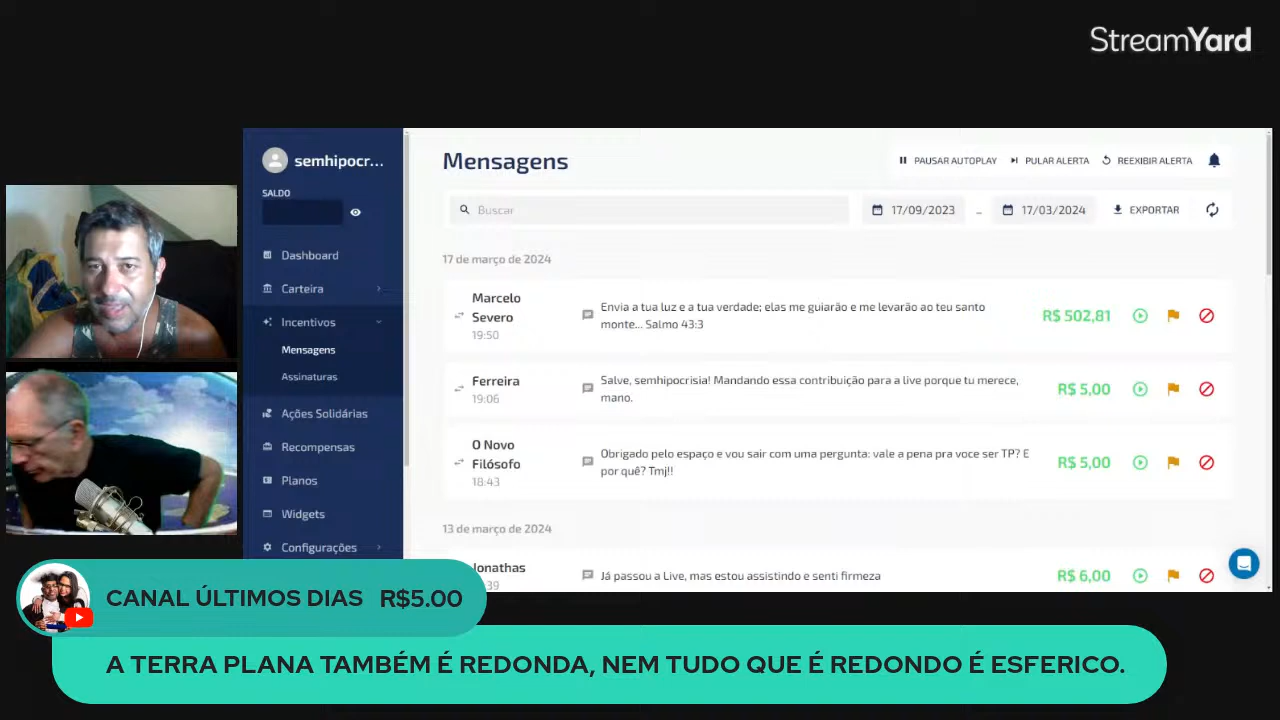 StreamYard
semhipocr...
SALDO
Dashboard
Carteira
Incentivos
Mensagens
Assinaturas
Ações Solidárias
Recompensas
Planos
Widgets
Configurações
Mensagens
PAUSAR AUTOPLAY
PULAR ALERTA
REEXIBIR ALERTA
Buscar
17/09/2023
17/03/2024
EXPORTAR
17 de março de 2024
Marcelo
Severo
19:50
Envia a tua luz e a tua verdade; elas me guiarão e me levarão ao teu santo
monte... Salmo 43:3
R$ 502,81
Ferreira
19:06
Salve, semhipocrisia! Mandando essa contribuição para a live porque tu merece,
mano.
R$ 5,00
O Novo
Filósofo
18:43
Obrigado pelo espaço e vou sair com uma pergunta: vale a pena pra voce ser TP? E
por quê? Tmj!!
R$ 5,00
13 de março de 2024
Jonathas
:39
Já passou a Live, mas estou assistindo e senti firmeza
R$ 6,00
CANAL ÚLTIMOS DIAS R$5.00
A TERRA PLANA TAMBÉM É REDONDA, NEM TUDO QUE É REDONDO É ESFERICO.